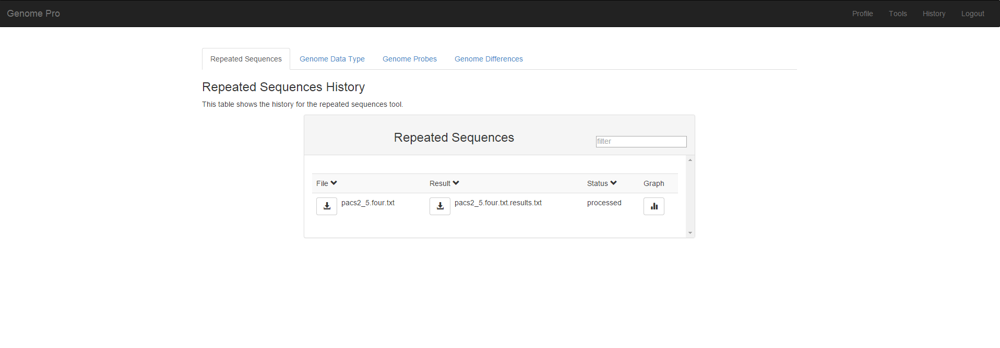 Genome Pro Profile Tools History Logout
Repeated Sequences Genome Data Type Genome Probes Genome Differences
Repeated Sequences History
This table shows the history for the repeated sequences tool.
Repeated Sequences filter
File Result Status Graph
pacs2_5.four.txt pacs2_5.four.txt.results.txt processed